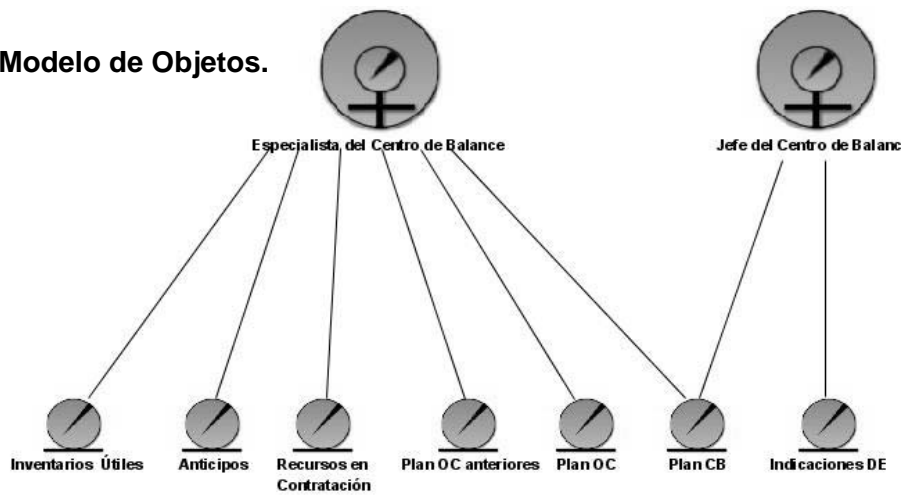 Modelo de Objetos.
Especialista del Centro de Balance
Jefe del Centro de Balanc
Inventarios Útiles
Anticipos
Recursos en
Contratación
Plan OC anteriores
Plan OC
Plan CB
Indicaciones DE